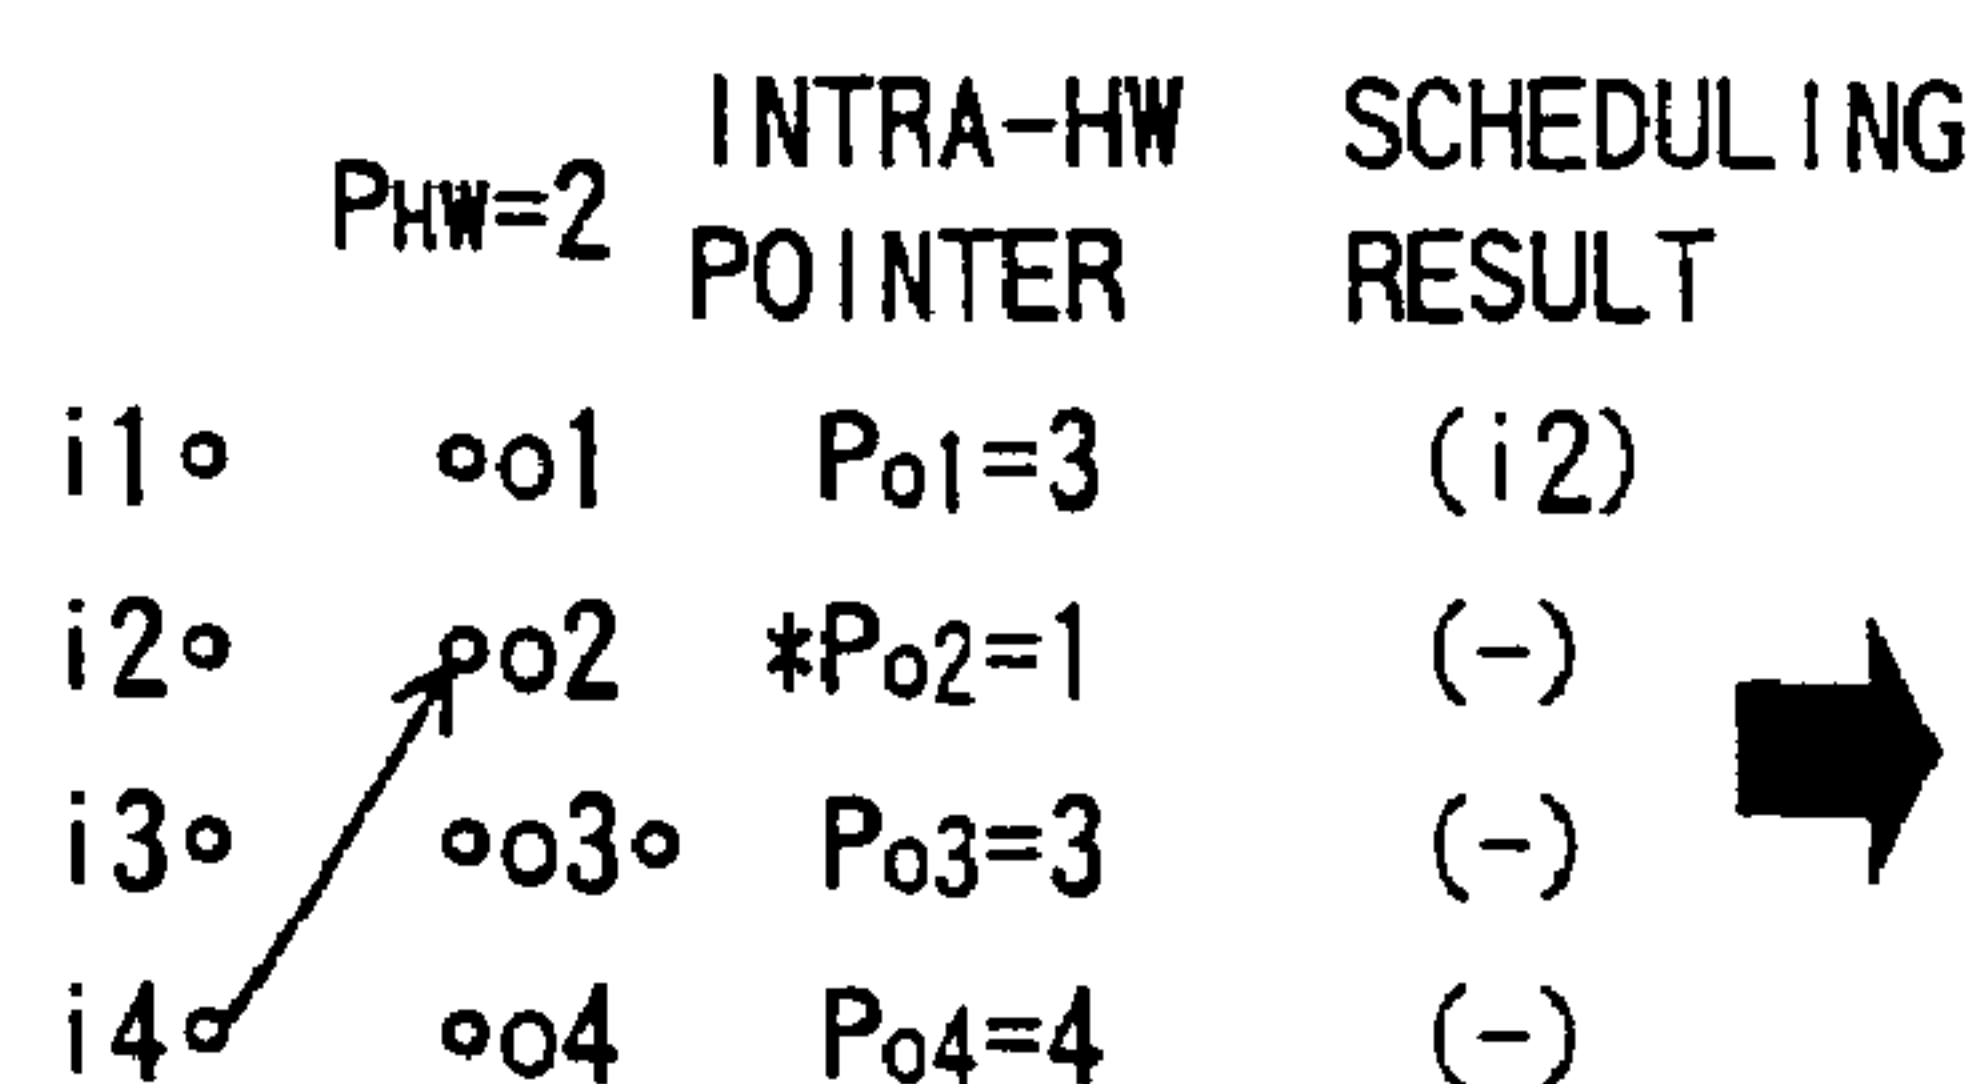 INTRA-HW SCHEDULING
PHW=2 POINTER RESULT
i1 o1 Po1=3 (i2)
i2 o2 *Po2=1 (-)
i3 o3 Po3=3 (-)
i4 o4 Po4=4 (-)